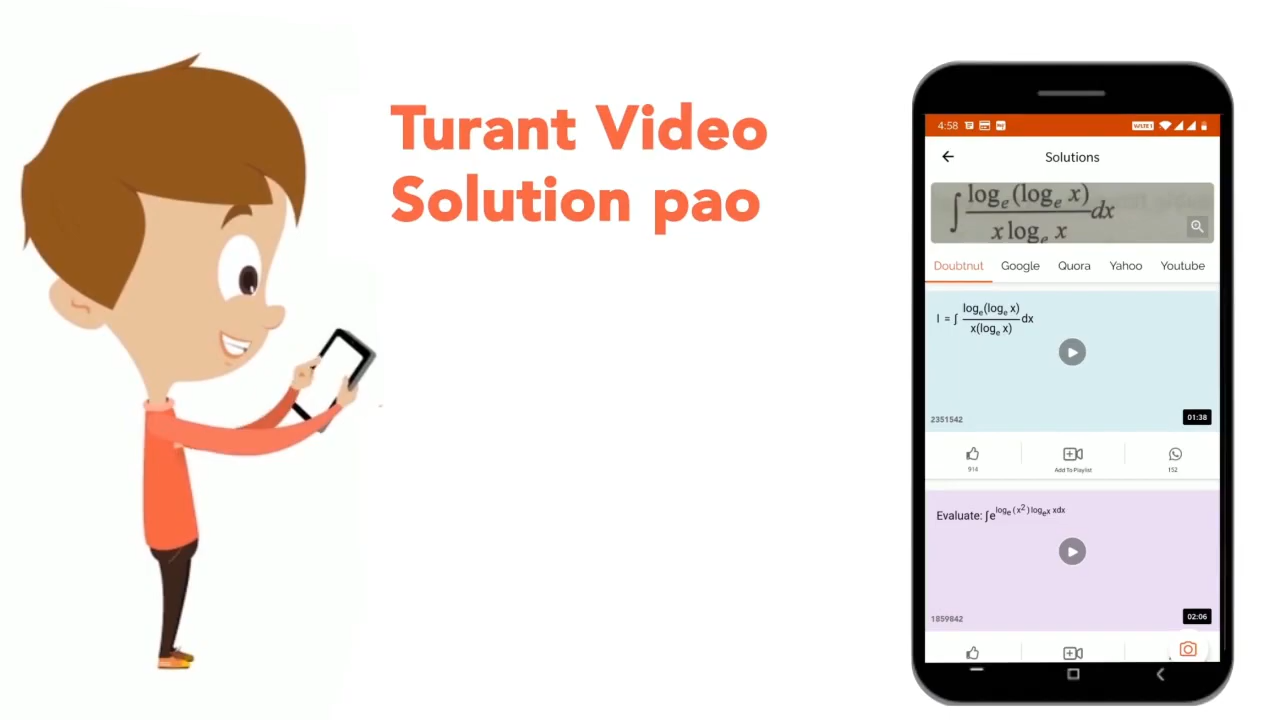 Turant Video
Solution pao
4:58
VoLTE1
Solutions
∫ logₑ(logₑ x) / x logₑ x dx
Doubtnut Google Quora Yahoo Youtube
I = ∫ logₑ(logₑ x) / x(logₑ x) dx
2351542 01:38
914 Add To Playlist 152
Evaluate: ∫e^logₑ(x²)logₑx xdx
1859842 02:06